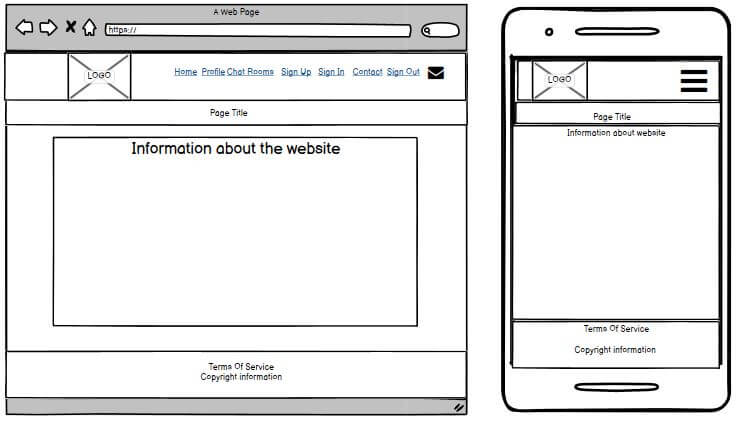 A Web Page
https://
LOGO
Home Profile Chat Rooms Sign Up Sign In Contact Sign Out
Page Title
Information about the website
Terms Of Service
Copyright information
LOGO
Page Title
Information about website
Terms Of Service
Copyright information